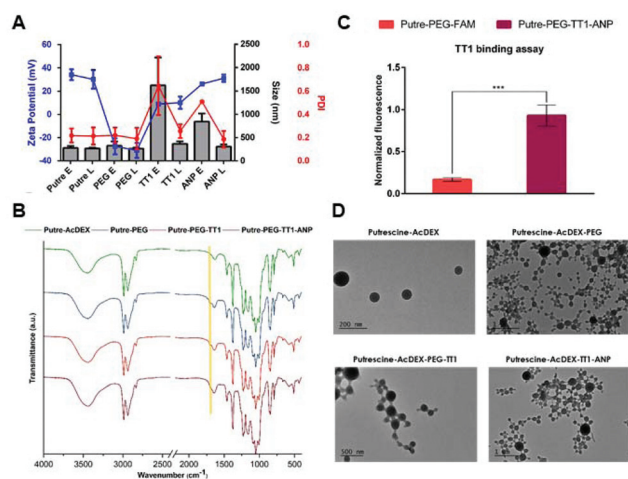 A
Zeta Potential (mV)
60
40
20
0
-20
-40
2500
2000
1500
1000
500
0
Size (nm)
1.0
0.8
0.6
0.4
0.2
0.0
PDI
Putre E
Putre L
PEG E
PEG L
TT1 E
TT1 L
ANP E
ANP L
C
Putre-PEG-FAM
Putre-PEG-TT1-ANP
TT1 binding assay
Normalized fluorescence
1.5
1.0
0.5
0.0
***
B
Putre-AcDEX
Putre-PEG
Putre-PEG-TT1
Putre-PEG-TT1-ANP
Transmittance (a.u.)
4000
3500
3000
2500
2000
1500
1000
500
Wavenumber (cm⁻¹)
D
Putrescine-AcDEX
200 nm
Putrescine-AcDEX-PEG
Putrescine-AcDEX-PEG-TT1
500 nm
Putrescine-AcDEX-TT1-ANP